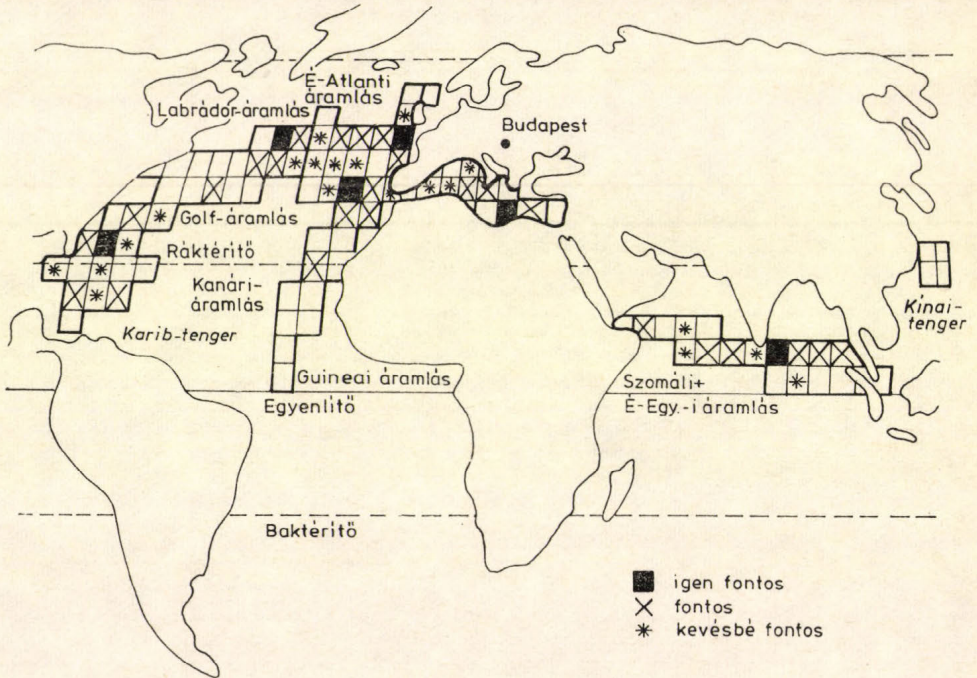 É-Atlanti
áramlás
Labrádor-áramlás
Budapest
Golf-áramlás
Ráktérítő
Kanári-
áramlás
Kínai-
tenger
Karib-tenger
Guineai áramlás
Szomáli+
Egyenlítő
É-Egy.-i áramlás
Baktérítő
igen fontos
fontos
kevésbé fontos